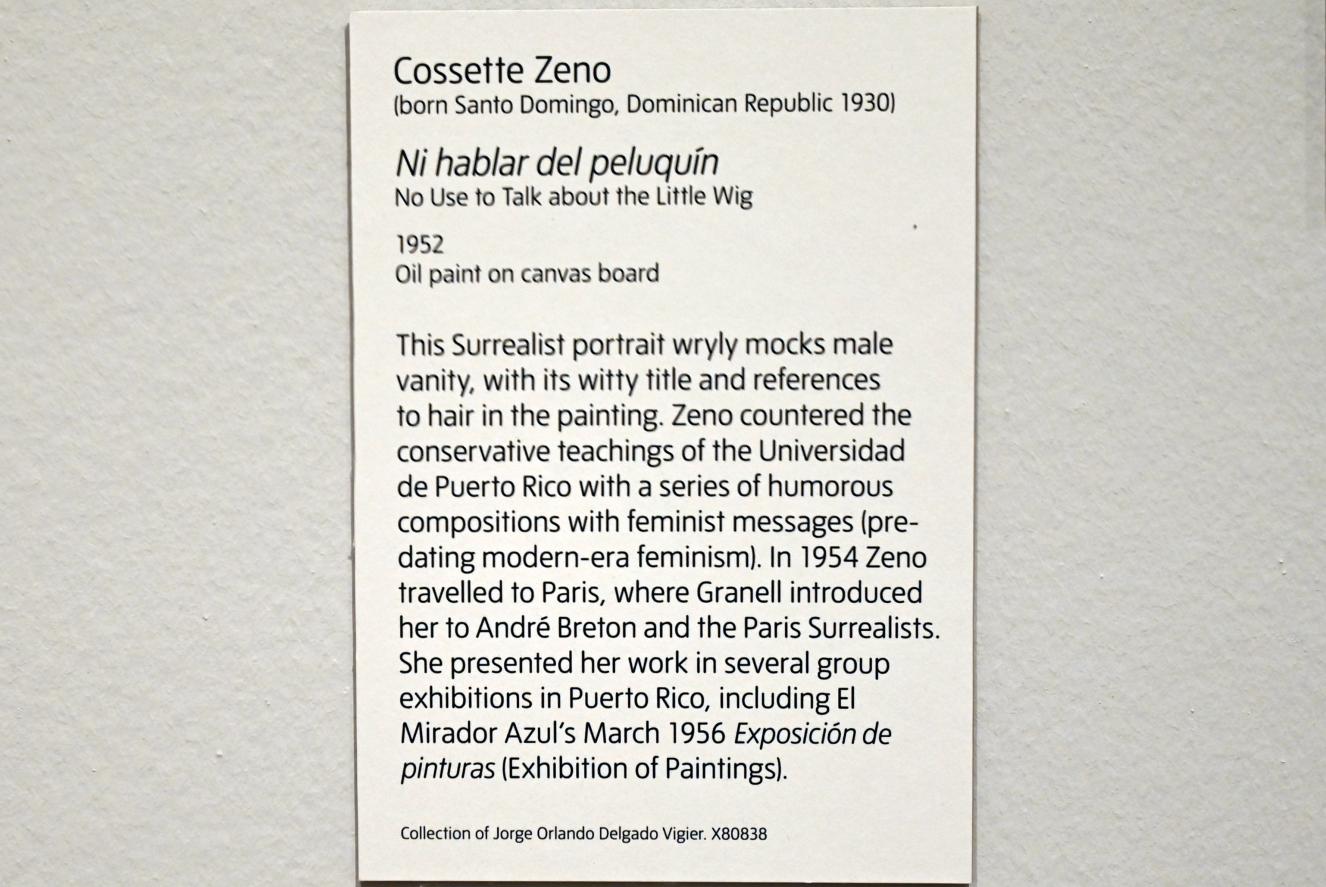 Cossette Zeno
(born Santo Domingo, Dominican Republic 1930)
Ni hablar del peluquín
No Use to Talk about the Little Wig
1952
Oil paint on canvas board
This Surrealist portrait wryly mocks male
vanity, with its witty title and references
to hair in the painting. Zeno countered the
conservative teachings of the Universidad
de Puerto Rico with a series of humorous
compositions with feminist messages (pre-
dating modern-era feminism). In 1954 Zeno
travelled to Paris, where Granell introduced
her to André Breton and the Paris Surrealists.
She presented her work in several group
exhibitions in Puerto Rico, including El
Mirador Azul‘s March 1956 Exposición de
pinturas (Exhibition of Paintings).
Collection of Jorge Orlando Delgado Vigier. X80838